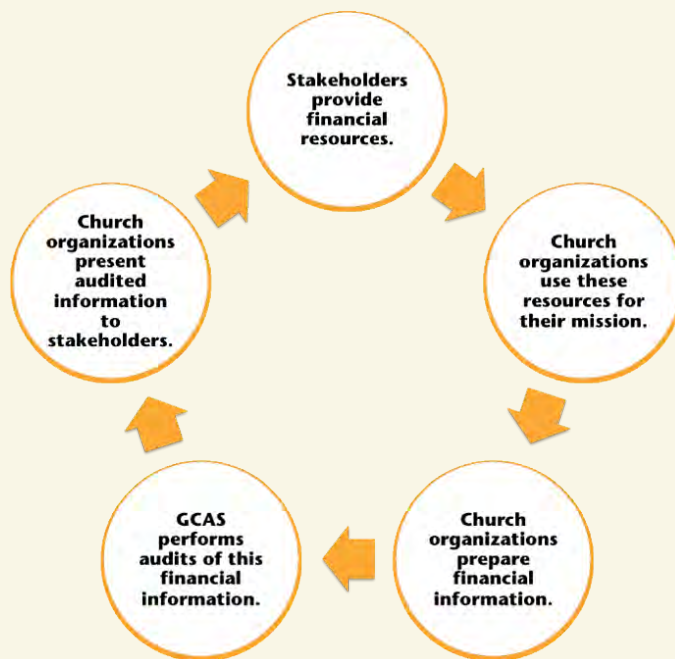 Stakeholders
provide
financial
resources.
Church
organizations
use these
resources for
their mission.
Church
organizations
prepare
financial
information.
GCAS
performs
audits of this
financial
information.
Church
organizations
present
audited
information
to
stakeholders.